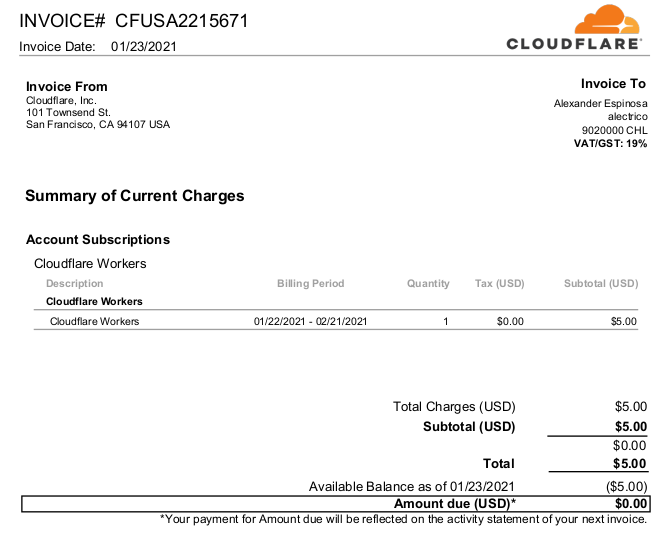 INVOICE# CFUSA2215671
Invoice Date: 01/23/2021
CLOUDFLARE
Invoice From
Cloudflare, Inc.
101 Townsend St.
San Francisco, CA 94107 USA
Invoice To
Alexander Espinosa
alectrico
9020000 CHL
VAT/GST: 19%
Summary of Current Charges
Account Subscriptions
Cloudflare Workers
Description Billing Period Quantity Tax (USD) Subtotal (USD)
Cloudflare Workers
Cloudflare Workers 01/22/2021 - 02/21/2021 1 $0.00 $5.00
Total Charges (USD) $5.00
Subtotal (USD) $5.00
$0.00
Total $5.00
Available Balance as of 01/23/2021 ($5.00)
Amount due (USD)* $0.00
*Your payment for Amount due will be reflected on the activity statement of your next invoice.